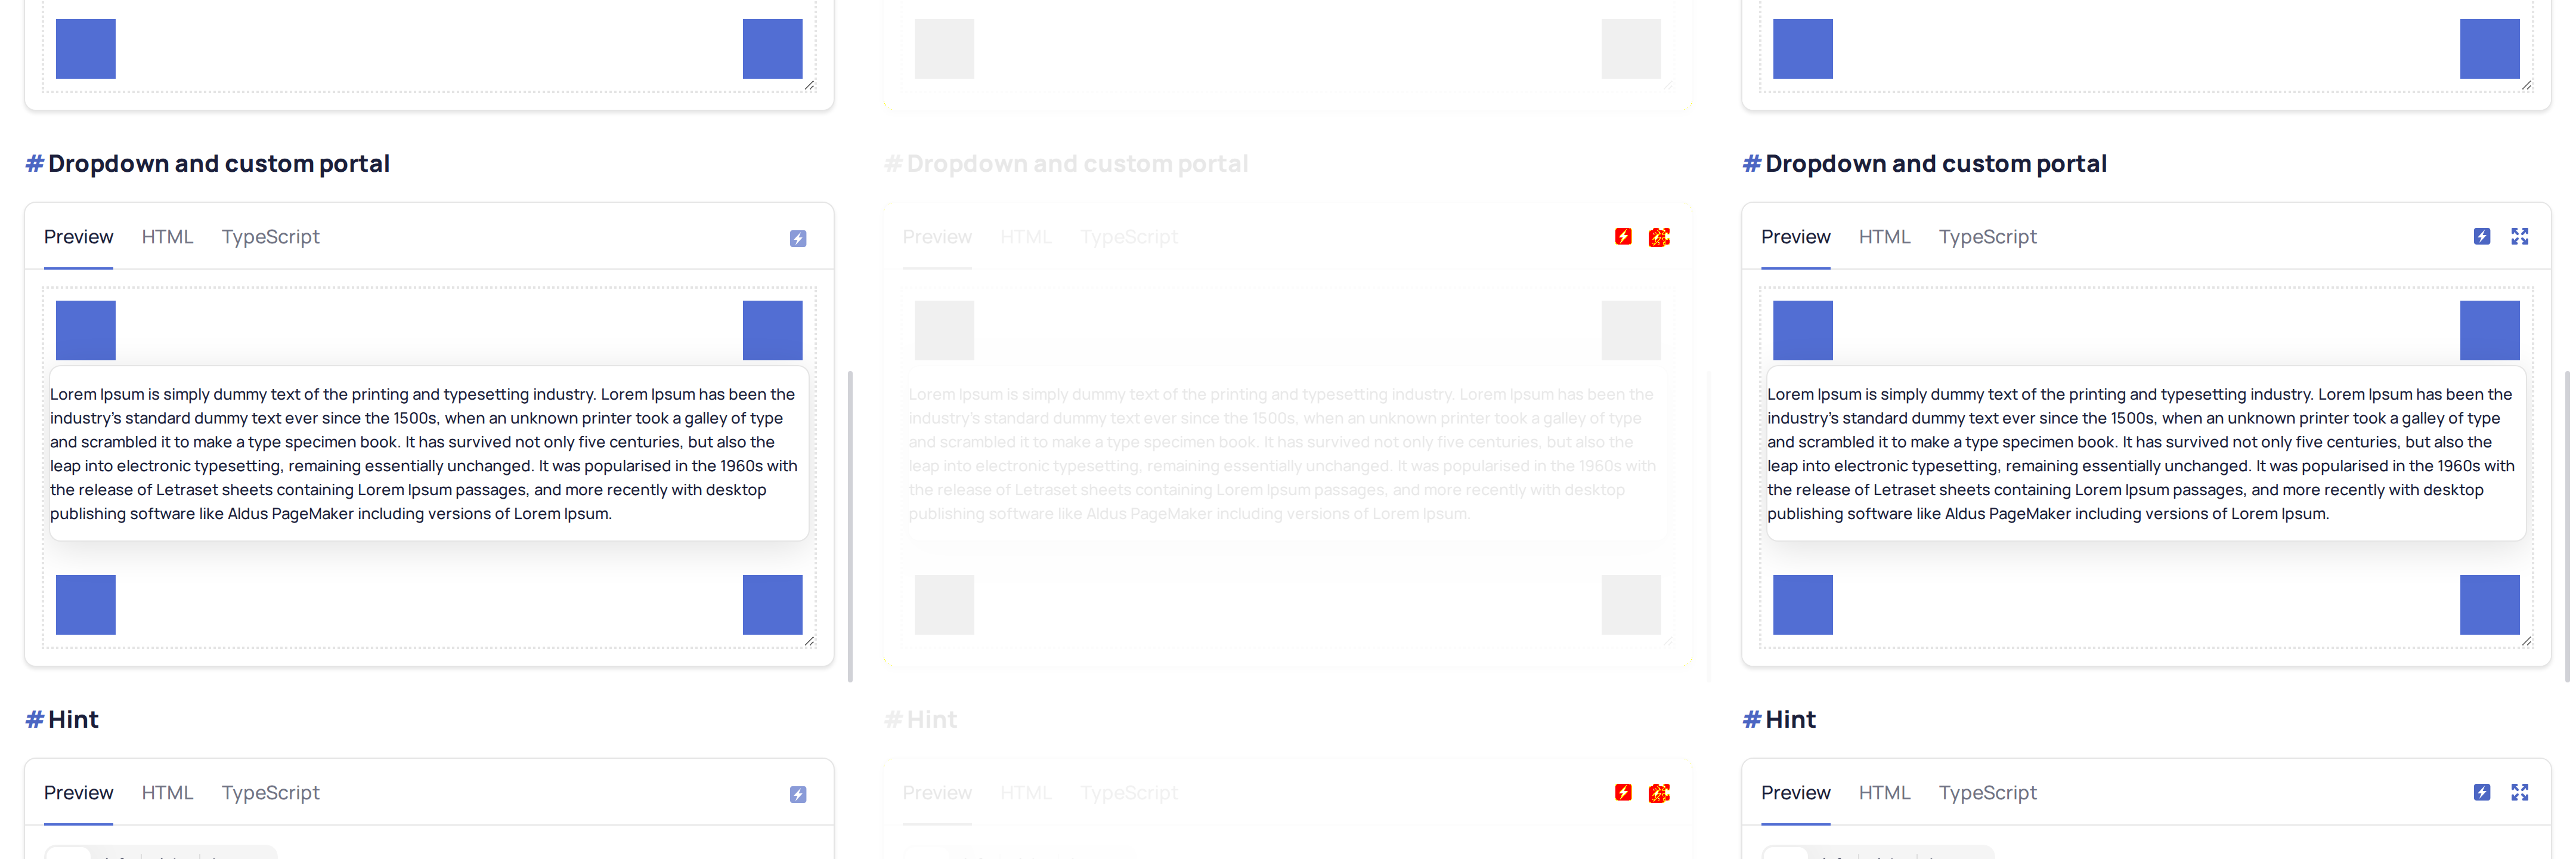 # Dropdown and custom portal
Preview HTML TypeScript
Lorem Ipsum is simply dummy text of the printing and typesetting industry. Lorem Ipsum has been the
industry's standard dummy text ever since the 1500s, when an unknown printer took a galley of type
and scrambled it to make a type specimen book. It has survived not only five centuries, but also the
leap into electronic typesetting, remaining essentially unchanged. It was popularised in the 1960s with
the release of Letraset sheets containing Lorem Ipsum passages, and more recently with desktop
publishing software like Aldus PageMaker including versions of Lorem Ipsum.
# Hint
Preview HTML TypeScript
# Dropdown and custom portal
Preview HTML TypeScript
Lorem Ipsum is simply dummy text of the printing and typesetting industry. Lorem Ipsum has been the
industry's standard dummy text ever since the 1500s, when an unknown printer took a galley of type
and scrambled it to make a type specimen book. It has survived not only five centuries, but also the
leap into electronic typesetting, remaining essentially unchanged. It was popularised in the 1960s with
the release of Letraset sheets containing Lorem Ipsum passages, and more recently with desktop
publishing software like Aldus PageMaker including versions of Lorem Ipsum.
# Hint
Preview HTML TypeScript
# Dropdown and custom portal
Preview HTML TypeScript
Lorem Ipsum is simply dummy text of the printing and typesetting industry. Lorem Ipsum has been the
industry's standard dummy text ever since the 1500s, when an unknown printer took a galley of type
and scrambled it to make a type specimen book. It has survived not only five centuries, but also the
leap into electronic typesetting, remaining essentially unchanged. It was popularised in the 1960s with
the release of Letraset sheets containing Lorem Ipsum passages, and more recently with desktop
publishing software like Aldus PageMaker including versions of Lorem Ipsum.
# Hint
Preview HTML TypeScript